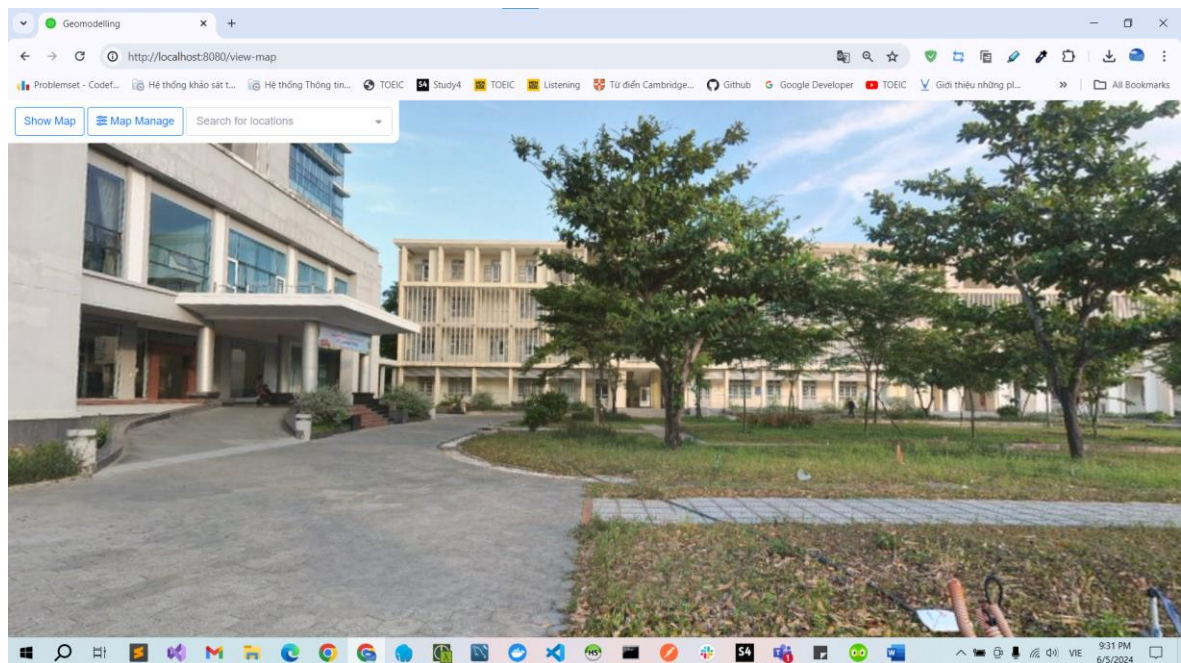 Geomodelling
http://localhost:8080/view-map
Problemset - Codef... Hệ thống khảo sát t... Hệ thống Thông tin... TOEIC S4 Study4 TOEIC Listening Từ điển Cambridge... Github Google Developer TOEIC Giới thiệu những pl... » All Bookmarks
Show Map Map Manage Search for locations
S4 VIE 9:31 PM
6/5/2024